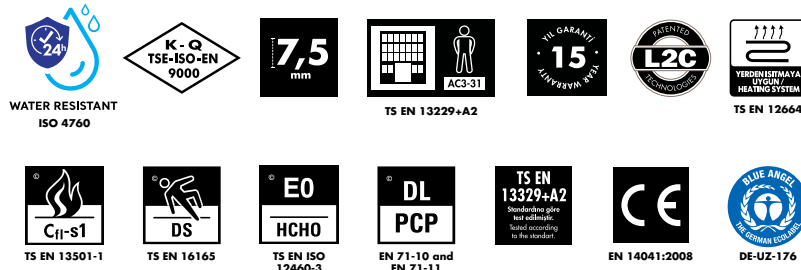 24h
WATER RESISTANT
ISO 4760
K - Q
TSE-ISO-EN
9000
7,5
mm
AC3-31
TS EN 13229+A2
YIL GARANTİ
15
YEAR WARRANTY
PATENTED
L2C
TECHNOLOGIES
YERDEN ISITMAYA
UYGUN /
HEATING SYSTEM
TS EN 12664
©
Cfl-s1
TS EN 13501-1
©
DS
TS EN 16165
©
E0
HCHO
TS EN ISO
12460-3
©
DL
PCP
EN 71-10 and
EN 71-11
TS EN
13329+A2
Standardına göre
test edilmiştir.
Tested according
to the standart.
CE
EN 14041:2008
BLUE ANGEL
THE GERMAN ECOLABEL
DE-UZ-176